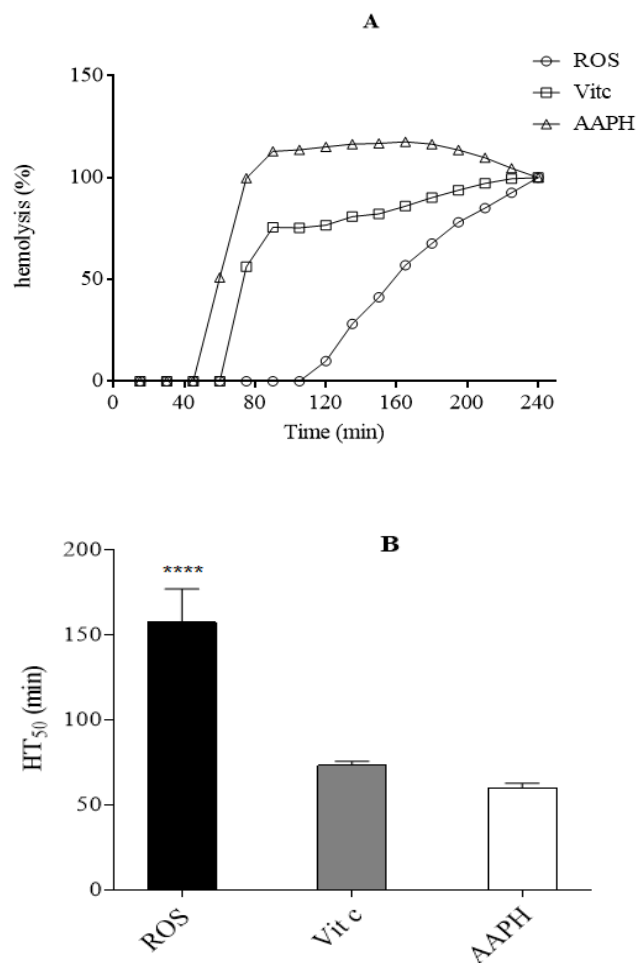 A
ROS
Vitc
AAPH
150
100
50
0
hemolysis (%)
0 40 80 120 160 200 240
Time (min)
B
200
150
100
50
0
HT50 (min)
****
ROS Vit c AAPH